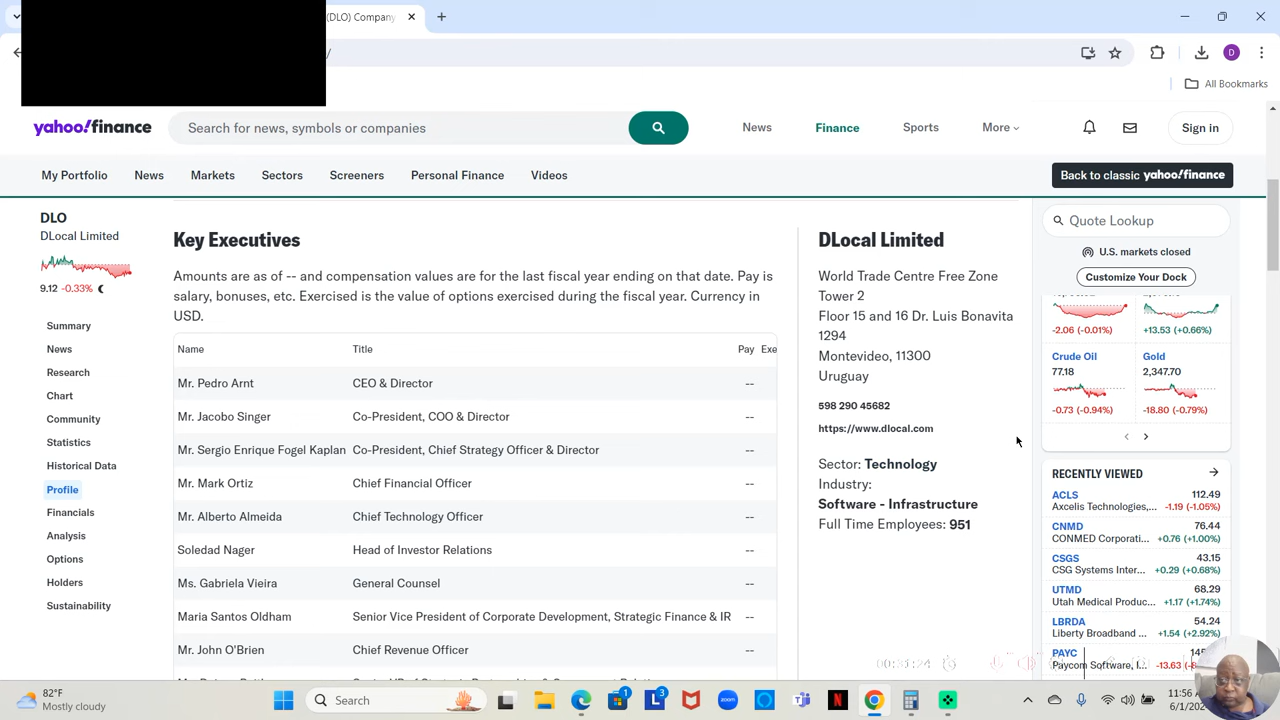 (DLO) Company
All Bookmarks
yahoo!finance
Search for news, symbols or companies
News
Finance
Sports
More
Sign in
My Portfolio
News
Markets
Sectors
Screeners
Personal Finance
Videos
Back to classic yahoo!finance
DLO
DLocal Limited
9.12 -0.33%
Summary
News
Research
Chart
Community
Statistics
Historical Data
Profile
Financials
Analysis
Options
Holders
Sustainability
Key Executives
Amounts are as of -- and compensation values are for the last fiscal year ending on that date. Pay is
salary, bonuses, etc. Exercised is the value of options exercised during the fiscal year. Currency in
USD.
Name Title Pay Exe
Mr. Pedro Arnt CEO & Director --
Mr. Jacobo Singer Co-President, COO & Director --
Mr. Sergio Enrique Fogel Kaplan Co-President, Chief Strategy Officer & Director --
Mr. Mark Ortiz Chief Financial Officer --
Mr. Alberto Almeida Chief Technology Officer --
Soledad Nager Head of Investor Relations --
Ms. Gabriela Vieira General Counsel --
Maria Santos Oldham Senior Vice President of Corporate Development, Strategic Finance & IR --
Mr. John O'Brien Chief Revenue Officer --
DLocal Limited
World Trade Centre Free Zone
Tower 2
Floor 15 and 16 Dr. Luis Bonavita
1294
Montevideo, 11300
Uruguay
598 290 45682
https://www.dlocal.com
Sector: Technology
Industry:
Software - Infrastructure
Full Time Employees: 951
Quote Lookup
U.S. markets closed
Customize Your Dock
-2.06 (-0.01%) +13.53 (+0.66%)
Crude Oil Gold
77.18 2,347.70
-0.73 (-0.94%) -18.80 (-0.79%)
RECENTLY VIEWED
ACLS 112.49
Axcelis Technologies,... -1.19 (-1.05%)
CNMD 76.44
CONMED Corporati... +0.76 (+1.00%)
CSGS 43.15
CSG Systems Inter... +0.29 (+0.68%)
UTMD 68.29
Utah Medical Produc... +1.17 (+1.74%)
LBRDA 54.24
Liberty Broadband ... +1.54 (+2.92%)
PAYC
Paycom Software, I... -13.63
00:31:24
82°F
Mostly cloudy
Search
11:56